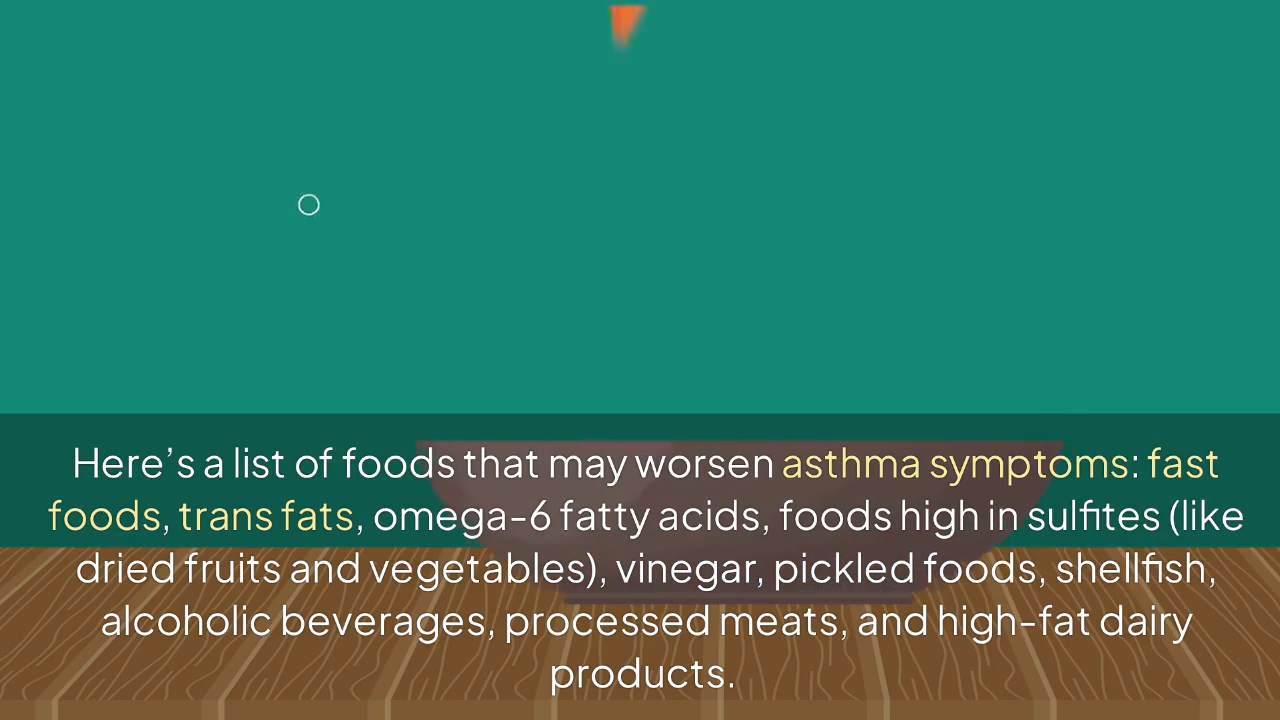 Here’s a list of foods that may worsen asthma symptoms: fast
foods, trans fats, omega-6 fatty acids, foods high in sulfites (like
dried fruits and vegetables), vinegar, pickled foods, shellfish,
alcoholic beverages, processed meats, and high-fat dairy
products.